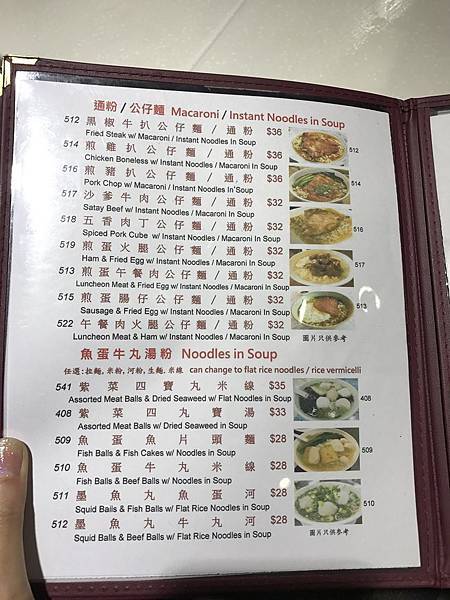 通粉 / 公仔麵 Macaroni / Instant Noodles in Soup
512 黑椒牛扒公仔麵 / 通粉 $36
Fried Steak w/ Macaroni / Instant Noodles In Soup
514 煎雞扒公仔麵 / 通粉 $36
Chicken Boneless w/ Instant Noodles / Macaroni In Soup
516 煎豬扒公仔麵 / 通粉 $36
Pork Chop w/ Macaroni / Instant Noodles In Soup
517 沙爹牛肉公仔麵 / 通粉 $32
Satay Beef w/ Instant Noodles / Macaroni In Soup
518 五香肉丁公仔麵 / 通粉 $32
Spiced Pork Cube w/ Instant Noodles / Macaroni In Soup
519 煎蛋火腿公仔麵 / 通粉 $32
Ham & Fried Egg w/ Instant Noodles / Macaroni In Soup
513 煎蛋午餐肉公仔麵 / 通粉 $32
Luncheon Meat & Fried Egg w/ Instant Noodles / Macaroni In Soup
515 煎蛋腸仔公仔麵 / 通粉 $32
Sausage & Fried Egg w/ Instant Noodles / Macaroni In Soup
522 午餐肉火腿公仔麵 / 通粉 $32
Luncheon Meat & Ham w/ Instant Noodles / Macaroni In Soup
512
514
516
517
513
圖片只供參考
魚蛋牛丸湯粉 Noodles in Soup
任選:拉麵,米粉,河粉,生麵,米線 can change to flat rice noodles / rice vermicelli
541 紫菜四寶丸米線 $35
Assorted Meat Balls & Dried Seaweed w/ Flat Noodles in Soup
408 紫菜四丸寶湯 $33
Assorted Meat Balls w/ Dried Seaweed in Soup
509 魚蛋魚片頭麵 $28
Fish Balls & Fish Cakes w/ Noodles in Soup
510 魚蛋牛丸米線 $28
Fish Balls & Beef Balls w/ Noodles in Soup
511 墨魚丸魚蛋河 $28
Squid Balls & Fish Balls w/ Flat Rice Noodles in Soup
512 墨魚丸牛丸河 $28
Squid Balls & Beef Balls w/ Flat Rice Noodles in Soup
408
509
510
圖片只供參考